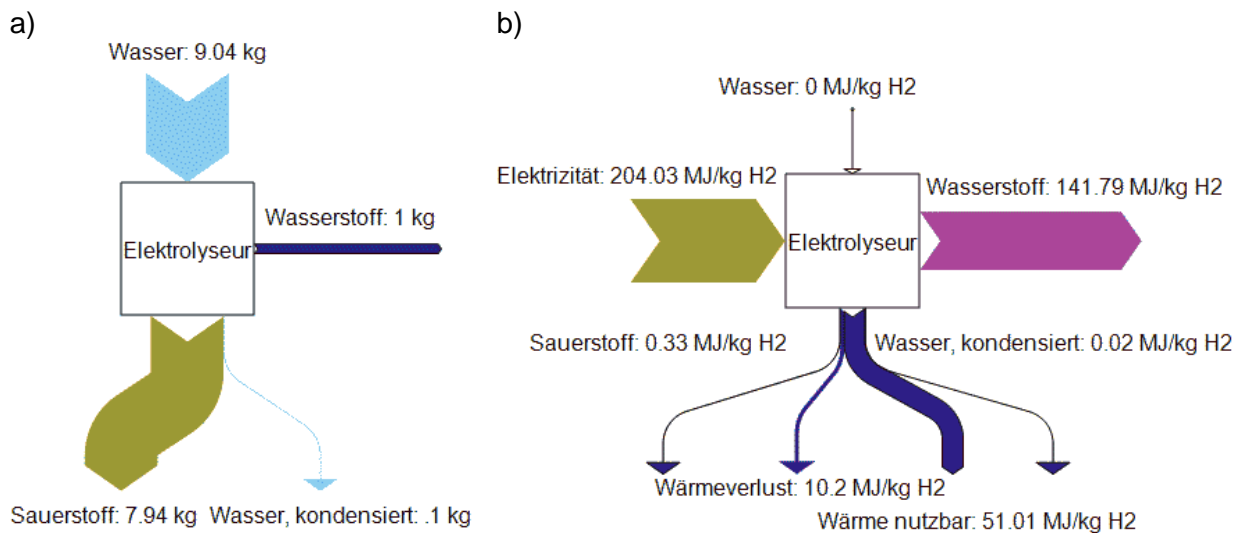 a)
Wasser: 9.04 kg
Wasserstoff: 1 kg
Elektrolyseur
Sauerstoff: 7.94 kg
Wasser, kondensiert: .1 kg
b)
Wasser: 0 MJ/kg H2
Elektrizität: 204.03 MJ/kg H2
Wasserstoff: 141.79 MJ/kg H2
Elektrolyseur
Sauerstoff: 0.33 MJ/kg H2
Wasser, kondensiert: 0.02 MJ/kg H2
Wärmeverlust: 10.2 MJ/kg H2
Wärme nutzbar: 51.01 MJ/kg H2